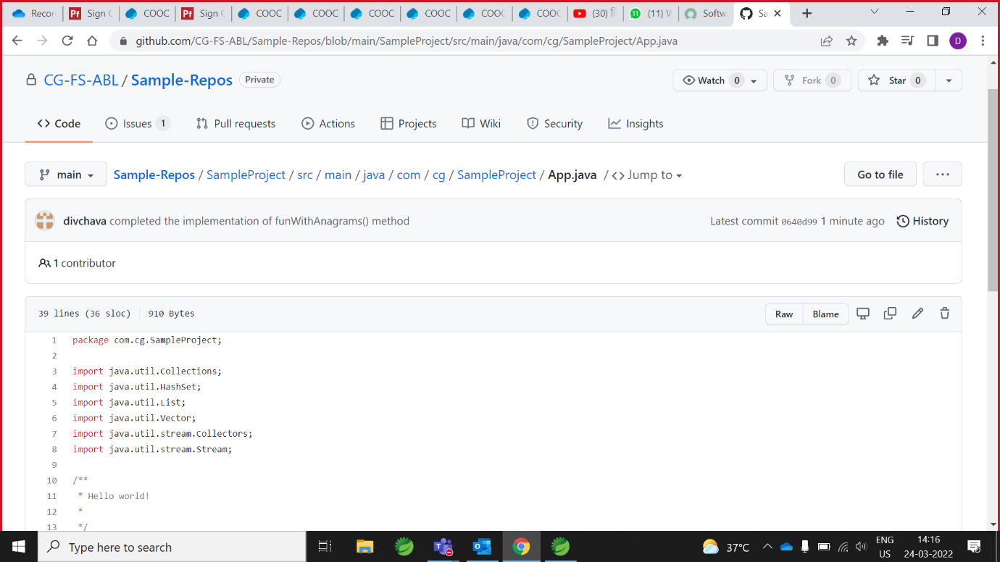 Recor Sign C COOC Sign C COOC COOC COOC COOC COOC COOC (30) (11) Softw Sa
github.com/CG-FS-ABL/Sample-Repos/blob/main/SampleProject/src/main/java/com/cg/SampleProject/App.java D
CG-FS-ABL / Sample-Repos Private Watch 0 Fork 0 Star 0
<> Code Issues 1 Pull requests Actions Projects Wiki Security Insights
main Sample-Repos / SampleProject / src / main / java / com / cg / SampleProject / App.java / <> Jump to Go to file ...
divchava completed the implementation of funWithAnagrams() method Latest commit 0640d99 1 minute ago History
1 contributor
39 lines (36 sloc) 910 Bytes Raw Blame
1 package com.cg.SampleProject;
2
3 import java.util.Collections;
4 import java.util.HashSet;
5 import java.util.List;
6 import java.util.Vector;
7 import java.util.stream.Collectors;
8 import java.util.stream.Stream;
9
10 /**
11 * Hello world!
12 *
13 */
Type here to search 37°C ENG 14:16
US 24-03-2022